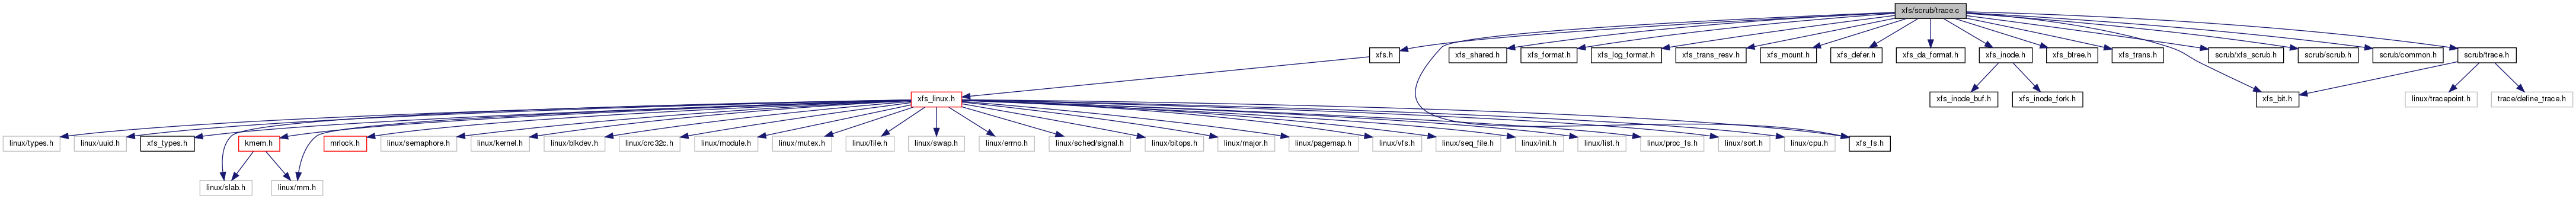 xfs/scrub/trace.c
xfs.h
xfs_shared.h
xfs_format.h
xfs_log_format.h
xfs_trans_resv.h
xfs_mount.h
xfs_defer.h
xfs_da_format.h
xfs_inode.h
xfs_btree.h
xfs_trans.h
scrub/xfs_scrub.h
scrub/scrub.h
scrub/common.h
scrub/trace.h
xfs_linux.h
xfs_inode_buf.h
xfs_inode_fork.h
xfs_bit.h
linux/tracepoint.h
trace/define_trace.h
linux/types.h
linux/uuid.h
xfs_types.h
kmem.h
mrlock.h
linux/semaphore.h
linux/kernel.h
linux/blkdev.h
linux/crc32c.h
linux/module.h
linux/mutex.h
linux/file.h
linux/swap.h
linux/errno.h
linux/sched/signal.h
linux/bitops.h
linux/major.h
linux/pagemap.h
linux/vfs.h
linux/seq_file.h
linux/init.h
linux/list.h
linux/proc_fs.h
linux/sort.h
linux/cpu.h
xfs_fs.h
linux/slab.h
linux/mm.h